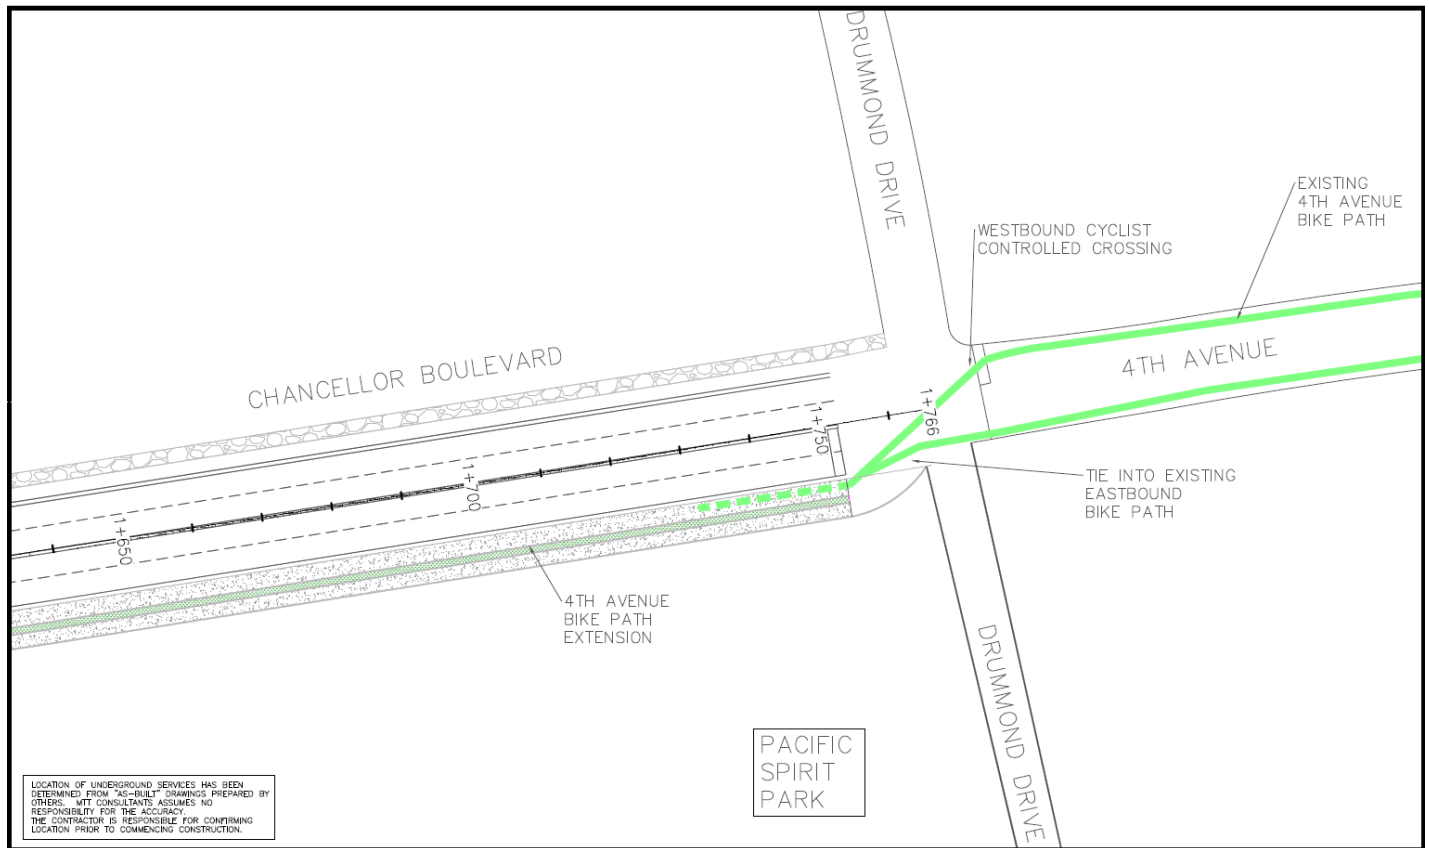 DRUMMOND DRIVE
EXISTING
4TH AVENUE
BIKE PATH
WESTBOUND CYCLIST
CONTROLLED CROSSING
CHANCELLOR BOULEVARD
4TH AVENUE
1+766
1+750
1+700
1+650
TIE INTO EXISTING
EASTBOUND
BIKE PATH
4TH AVENUE
BIKE PATH
EXTENSION
DRUMMOND DRIVE
PACIFIC
SPIRIT
PARK
LOCATION OF UNDERGROUND SERVICES HAS BEEN
DETERMINED FROM "AS-BUILT" DRAWINGS PREPARED BY
OTHERS. MTT CONSULTANTS ASSUMES NO
RESPONSIBILITY FOR THE ACCURACY.
THE CONTRACTOR IS RESPONSIBLE FOR CONFIRMING
LOCATION PRIOR TO COMMENCING CONSTRUCTION.